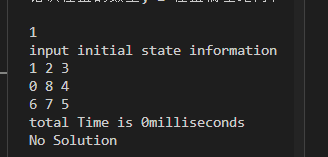 1
input initial state information
1 2 3
0 8 4
6 7 5
total Time is 0milliseconds
No Solution